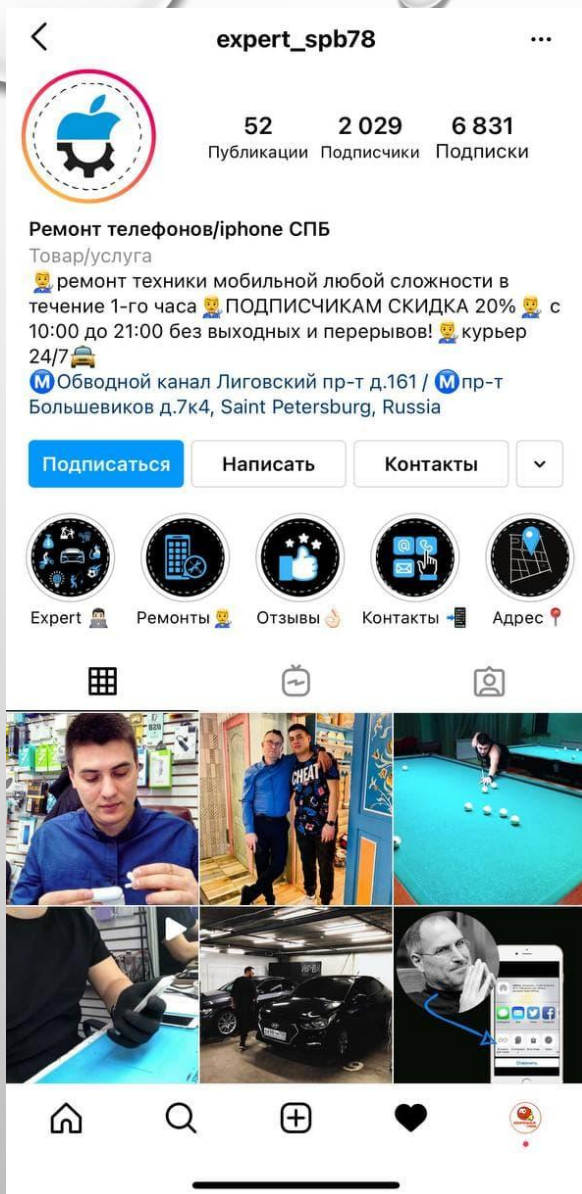 expert_spb78
52 2 029 6 831
Публикации Подписчики Подписки
Ремонт телефонов/iphone СПБ
Товар/услуга
👨‍🔧ремонт техники мобильной любой сложности в
течение 1-го часа 👨‍🔧ПОДПИСЧИКАМ СКИДКА 20% 👨‍🔧 с
10:00 до 21:00 без выходных и перерывов! 👨‍🔧курьер
24/7🚖
Ⓜ️Обводной канал Лиговский пр-т д.161 / Ⓜ️пр-т
Большевиков д.7к4, Saint Petersburg, Russia
Подписаться Написать Контакты
Expert 👨🏻‍💻 Ремонты 👨‍🔧 Отзывы 👌🏻 Контакты 📲 Адрес 📍
CHEAT